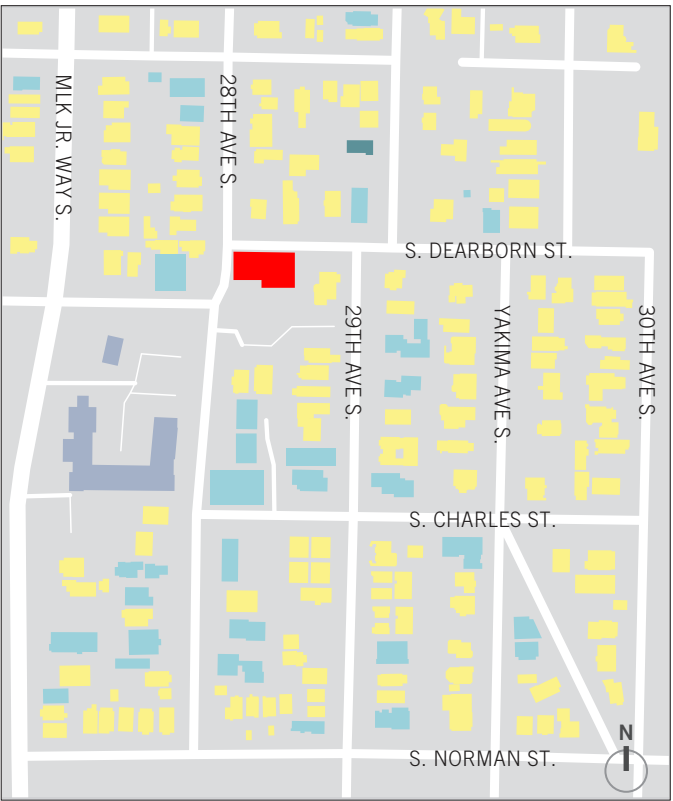 MLK JR. WAY S.
28TH AVE S.
S. DEARBORN ST.
29TH AVE S.
YAKIMA AVE S.
30TH AVE S.
S. CHARLES ST.
N
S. NORMAN ST.